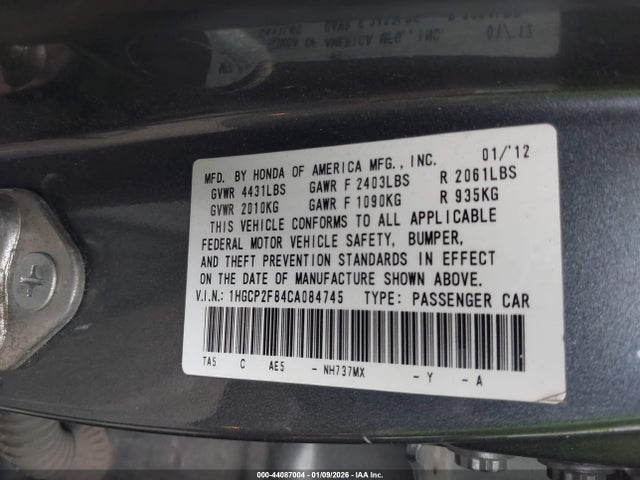 MFD. BY HONDA OF AMERICA MFG., INC. 01/'12
GVWR 4431LBS GAWR F 2403LBS R 2061LBS
GVWR 2010KG GAWR F 1090KG R 935KG
THIS VEHICLE CONFORMS TO ALL APPLICABLE
FEDERAL MOTOR VEHICLE SAFETY, BUMPER,
AND THEFT PREVENTION STANDARDS IN EFFECT
ON THE DATE OF MANUFACTURE SHOWN ABOVE.
V.I.N.: 1HGCP2F84CA084745 TYPE: PASSENGER CAR
TA5 C AE5 - NH737MX - Y - A
000-44087004 | 01/09/2026 - IAA Inc.